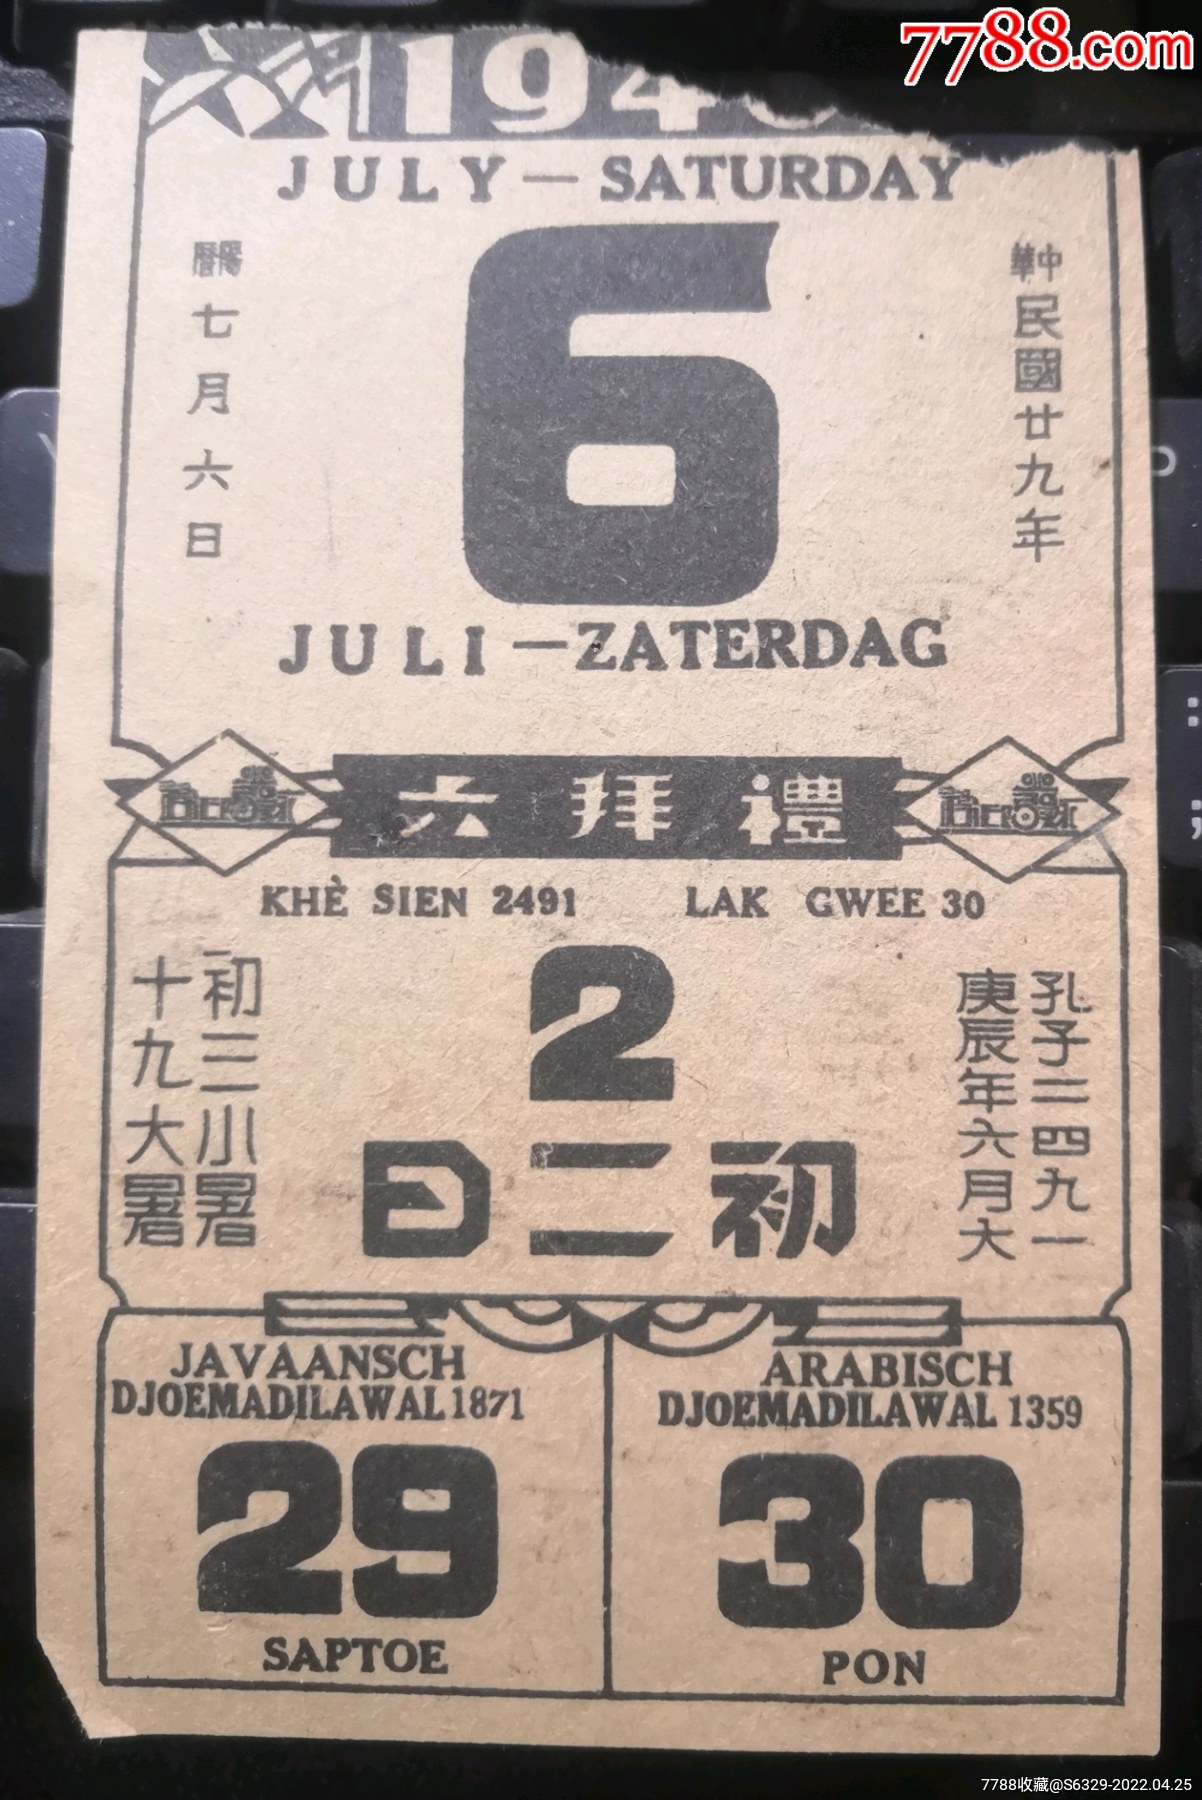 7788.com
194
JULY—SATURDAY
中華民國廿九年
陽曆七月六日
6
JULI—ZATERDAG
禮拜六
KHÈ SIEN 2491 LAK GWEE 30
孔子二四九一
庚辰年六月大
2
初二日
初三小暑
十九大暑
JAVAANSCH
DJOEMADILAWAL 1871
29
SAPTOE
ARABISCH
DJOEMADILAWAL 1359
30
PON
7788收藏@S6329-2022.04.25